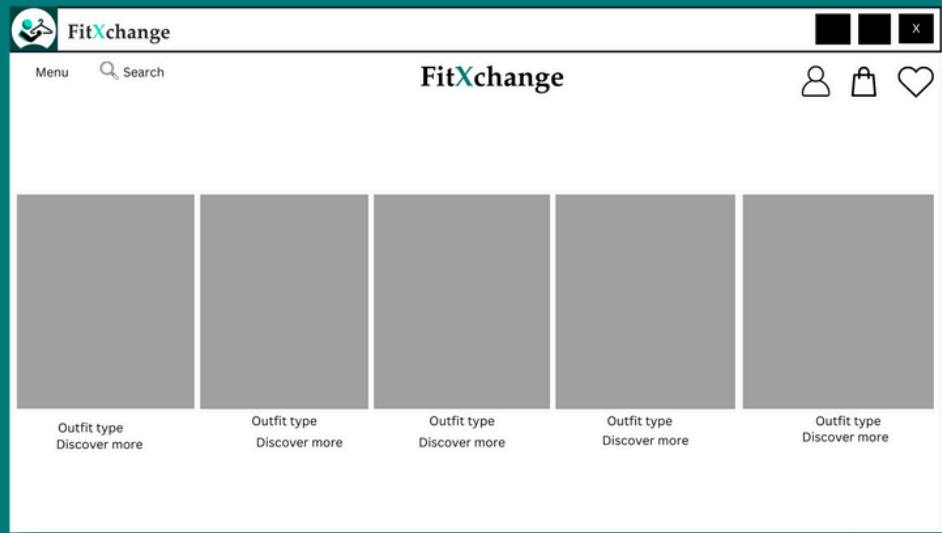 FitXchange
X
Menu
Search
FitXchange
Outfit type
Discover more
Outfit type
Discover more
Outfit type
Discover more
Outfit type
Discover more
Outfit type
Discover more